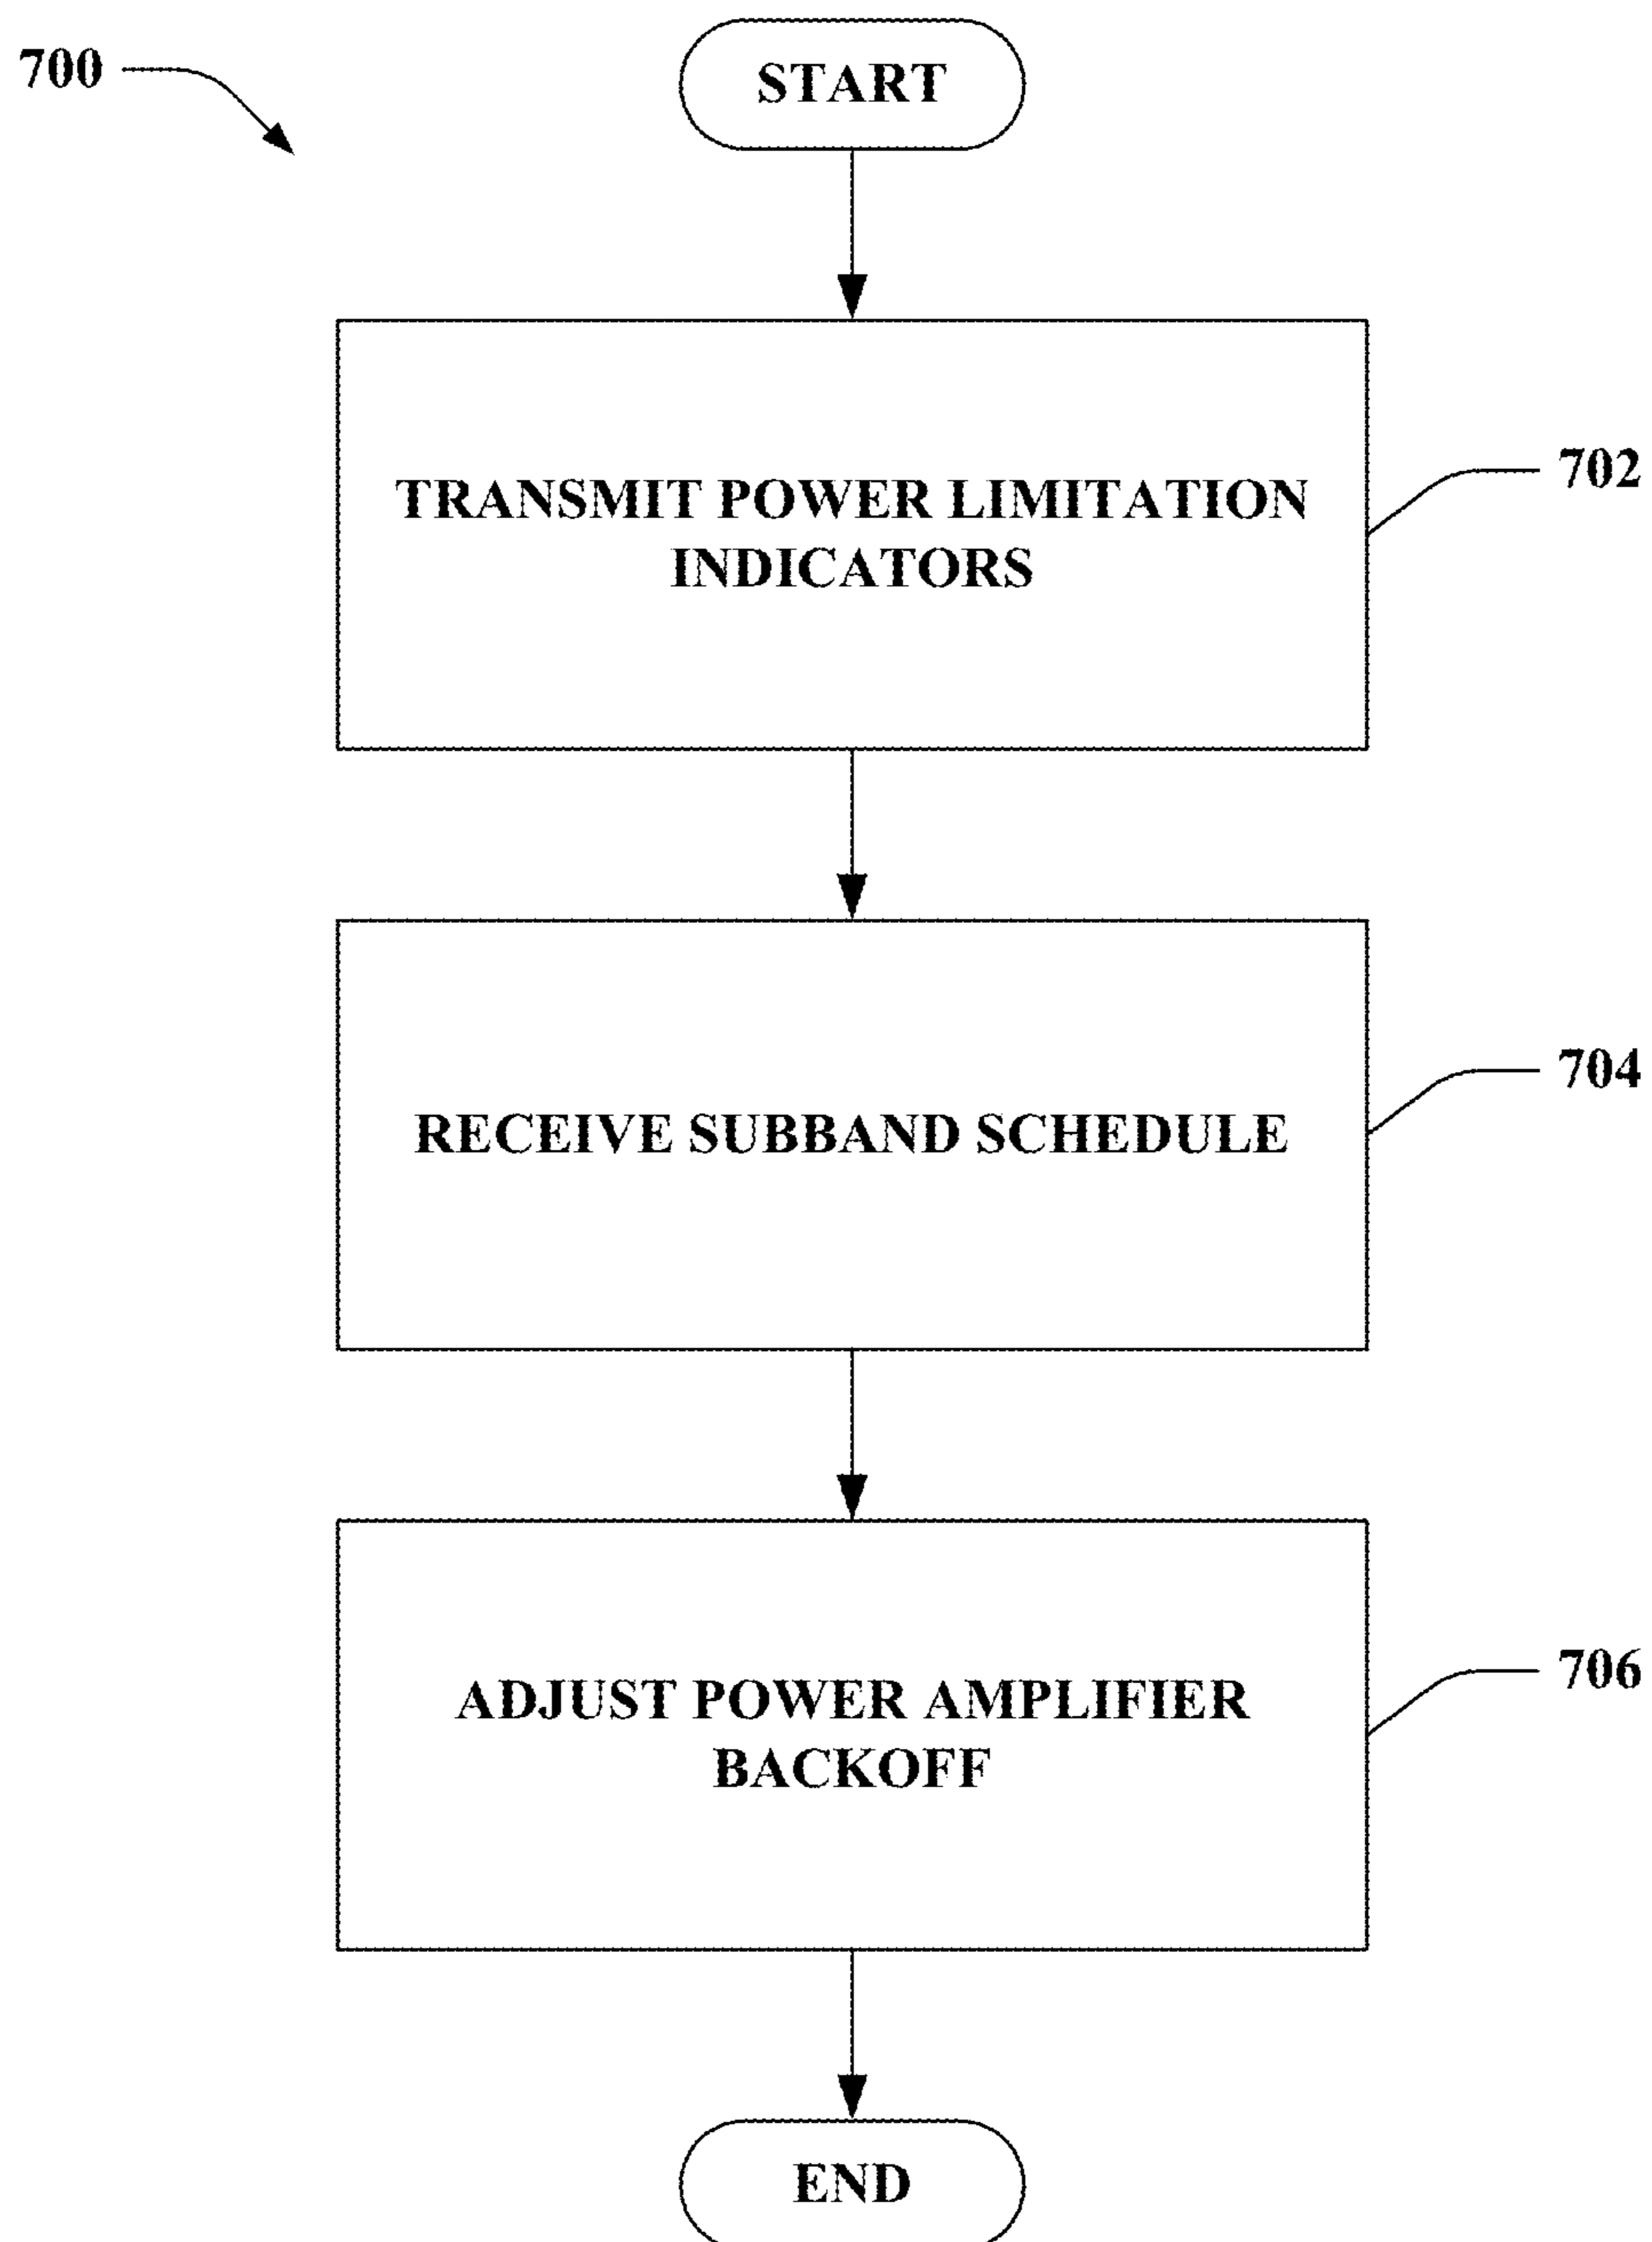 700
START
TRANSMIT POWER LIMITATION
INDICATORS
702
RECEIVE SUBBAND SCHEDULE
704
ADJUST POWER AMPLIFIER
BACKOFF
706
END